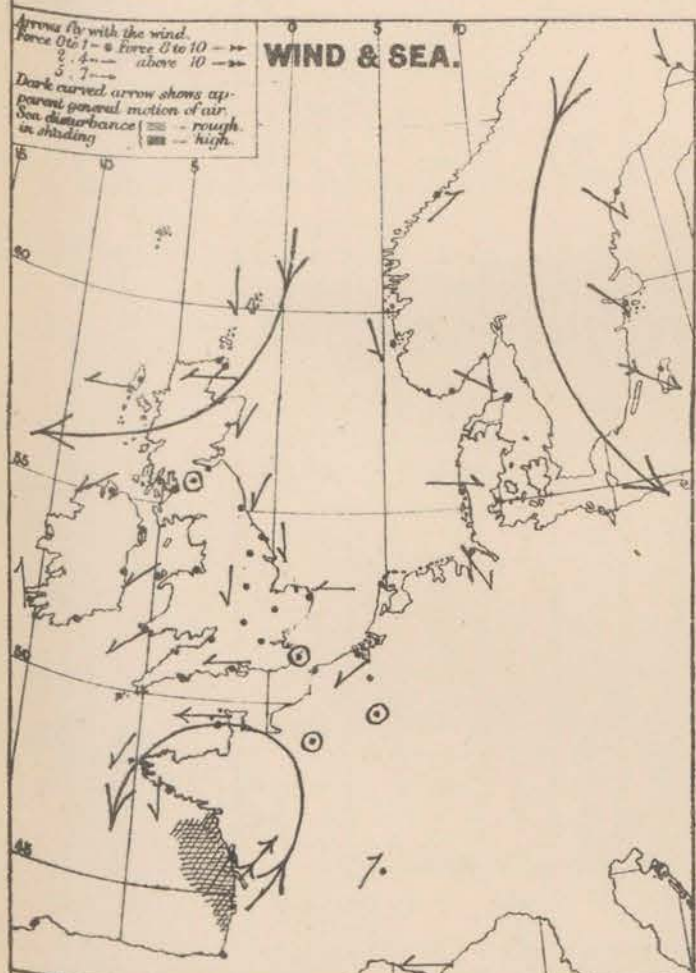 0 5 10
WIND & SEA.
Arrows fly with the wind.
Force 0 to 1 - Force 8 to 10 -
2 . 4 - above 10 -
5 . 7 -
Dark curved arrow shows ap-
parent general motion of air.
Sea disturbance { - rough.
in shading { - high.
15 10 5
60
55
50
45